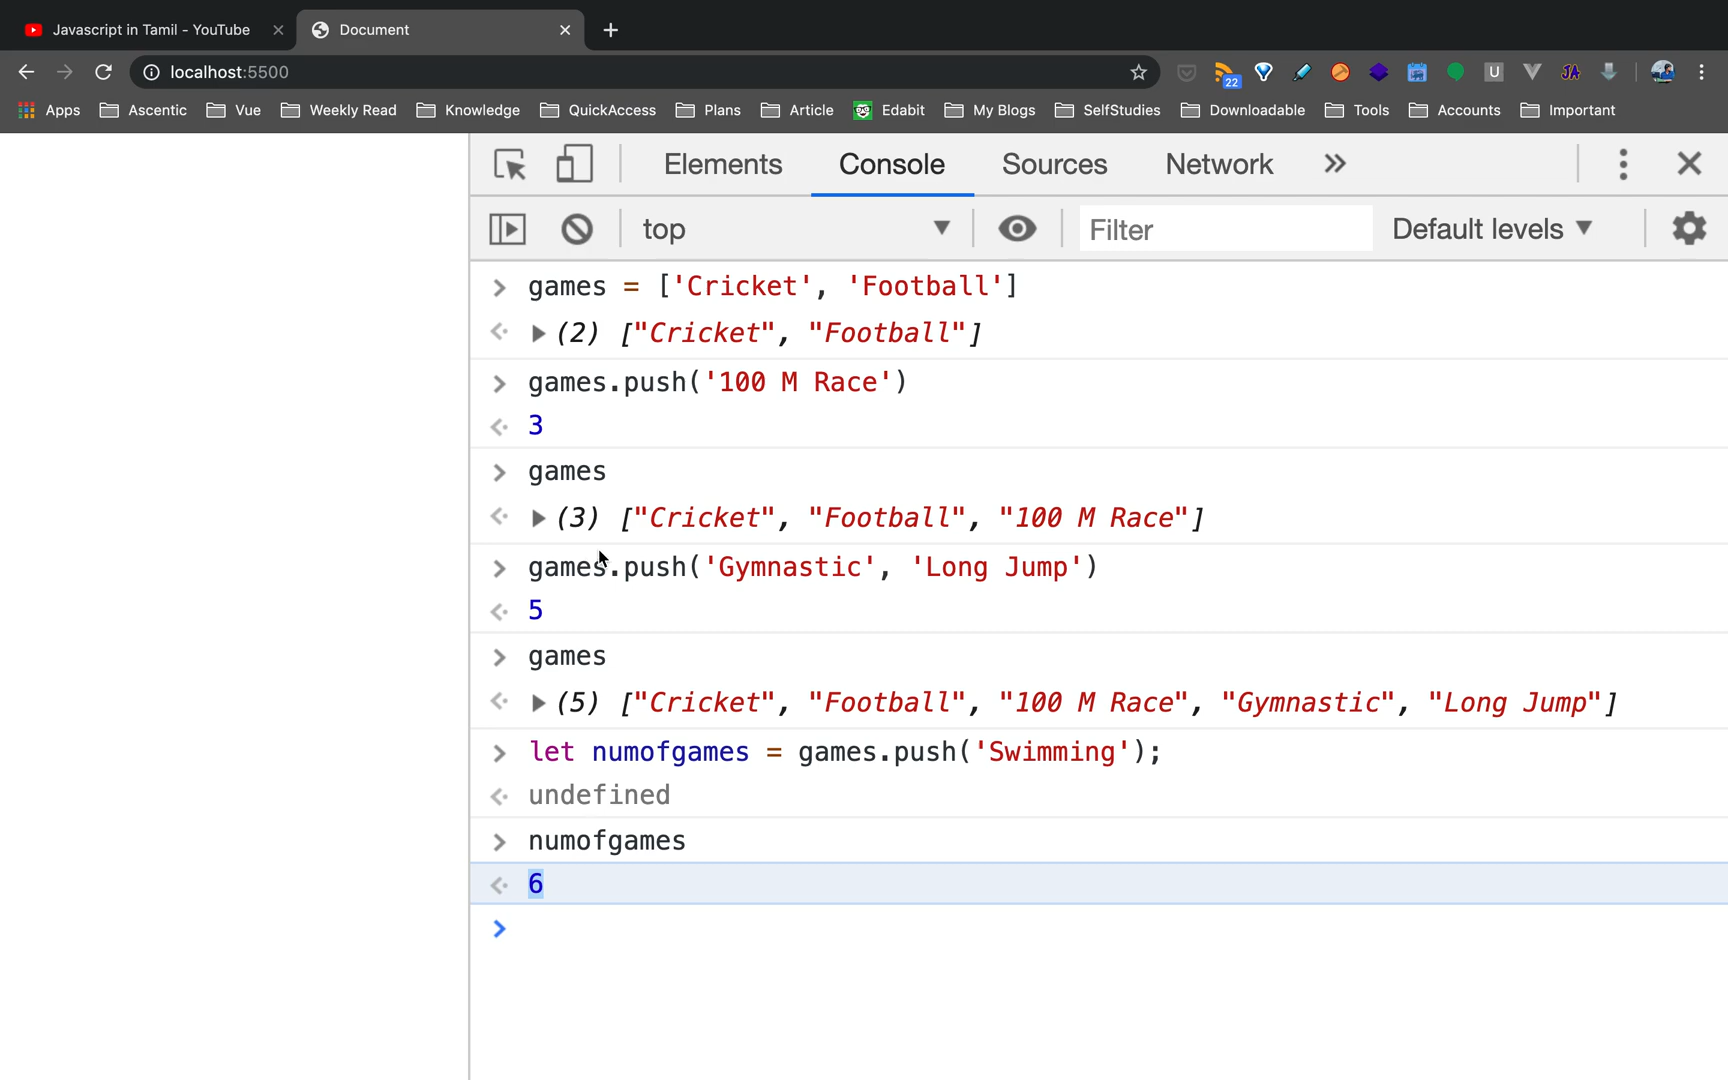 Javascript in Tamil - YouTube
Document
localhost:5500
22
U
JA
Apps Ascentic Vue Weekly Read Knowledge QuickAccess Plans Article Edabit My Blogs SelfStudies Downloadable Tools Accounts Important
Elements Console Sources Network
top Filter Default levels
games = ['Cricket', 'Football']
(2) ["Cricket", "Football"]
games.push('100 M Race')
3
games
(3) ["Cricket", "Football", "100 M Race"]
games.push('Gymnastic', 'Long Jump')
5
games
(5) ["Cricket", "Football", "100 M Race", "Gymnastic", "Long Jump"]
let numofgames = games.push('Swimming');
undefined
numofgames
6